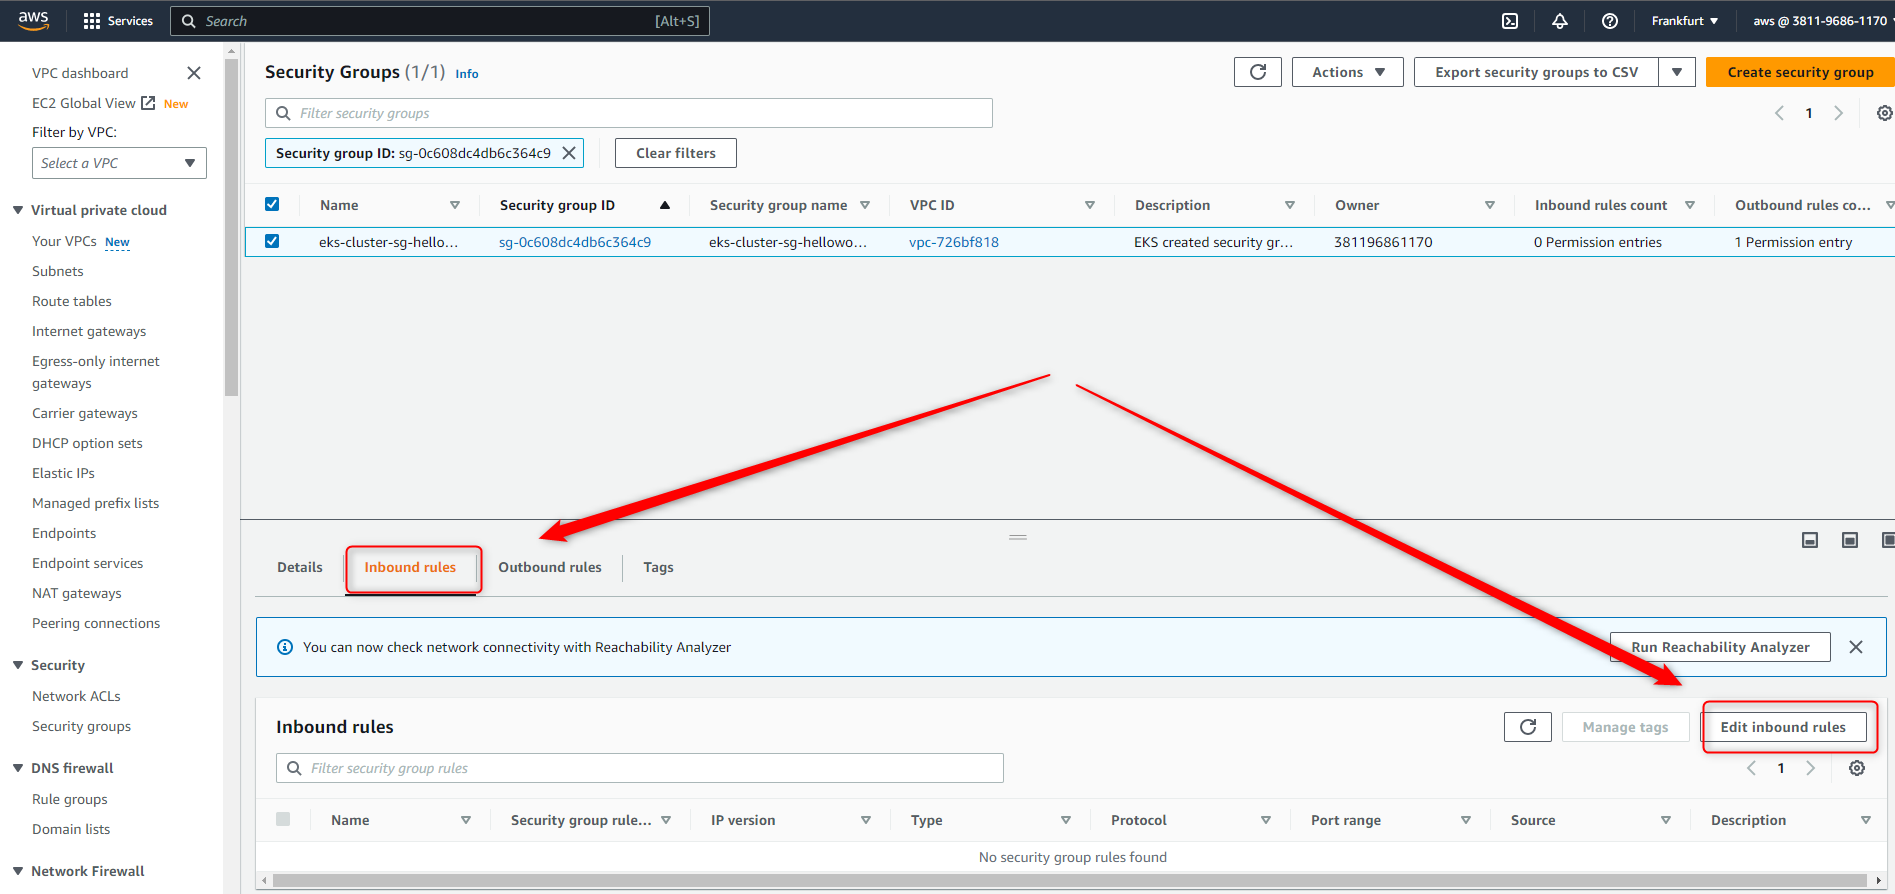 aws Services Search [Alt+S] Frankfurt aws @ 3811-9686-1170
VPC dashboard
EC2 Global View New
Filter by VPC:
Select a VPC
Virtual private cloud
Your VPCs New
Subnets
Route tables
Internet gateways
Egress-only internet
gateways
Carrier gateways
DHCP option sets
Elastic IPs
Managed prefix lists
Endpoints
Endpoint services
NAT gateways
Peering connections
Security
Network ACLs
Security groups
DNS firewall
Rule groups
Domain lists
Network Firewall
Security Groups (1/1) Info
Actions Export security groups to CSV Create security group
Filter security groups
1
Security group ID: sg-0c608dc4db6c364c9 Clear filters
Name Security group ID Security group name VPC ID Description Owner Inbound rules count Outbound rules co...
eks-cluster-sg-hello... sg-0c608dc4db6c364c9 eks-cluster-sg-hellowo... vpc-726bf818 EKS created security gr... 381196861170 0 Permission entries 1 Permission entry
Details Inbound rules Outbound rules Tags
You can now check network connectivity with Reachability Analyzer Run Reachability Analyzer
Inbound rules Manage tags Edit inbound rules
Filter security group rules
1
Name Security group rule... IP version Type Protocol Port range Source Description
No security group rules found